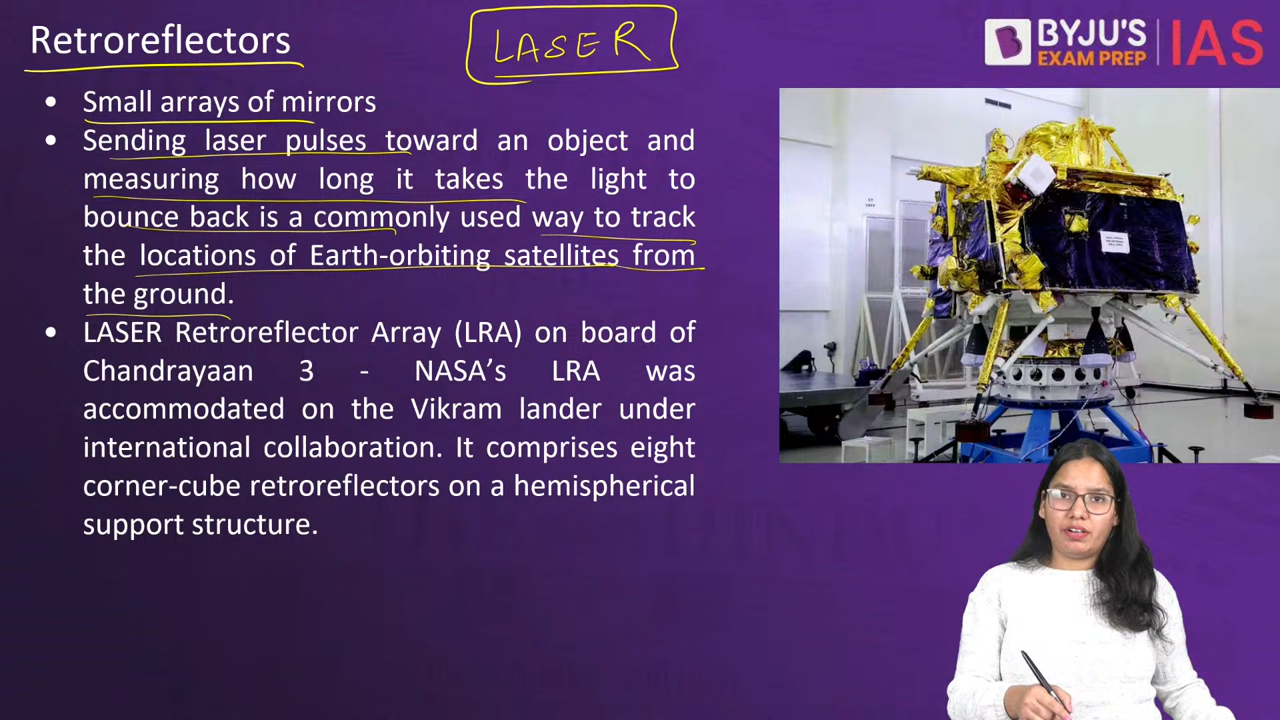 Retroreflectors
LASER
BYJU'S
EXAM PREP
IAS
• Small arrays of mirrors
• Sending laser pulses toward an object and
measuring how long it takes the light to
bounce back is a commonly used way to track
the locations of Earth-orbiting satellites from
the ground.
• LASER Retroreflector Array (LRA) on board of
Chandrayaan 3 - NASA’s LRA was
accommodated on the Vikram lander under
international collaboration. It comprises eight
corner-cube retroreflectors on a hemispherical
support structure.